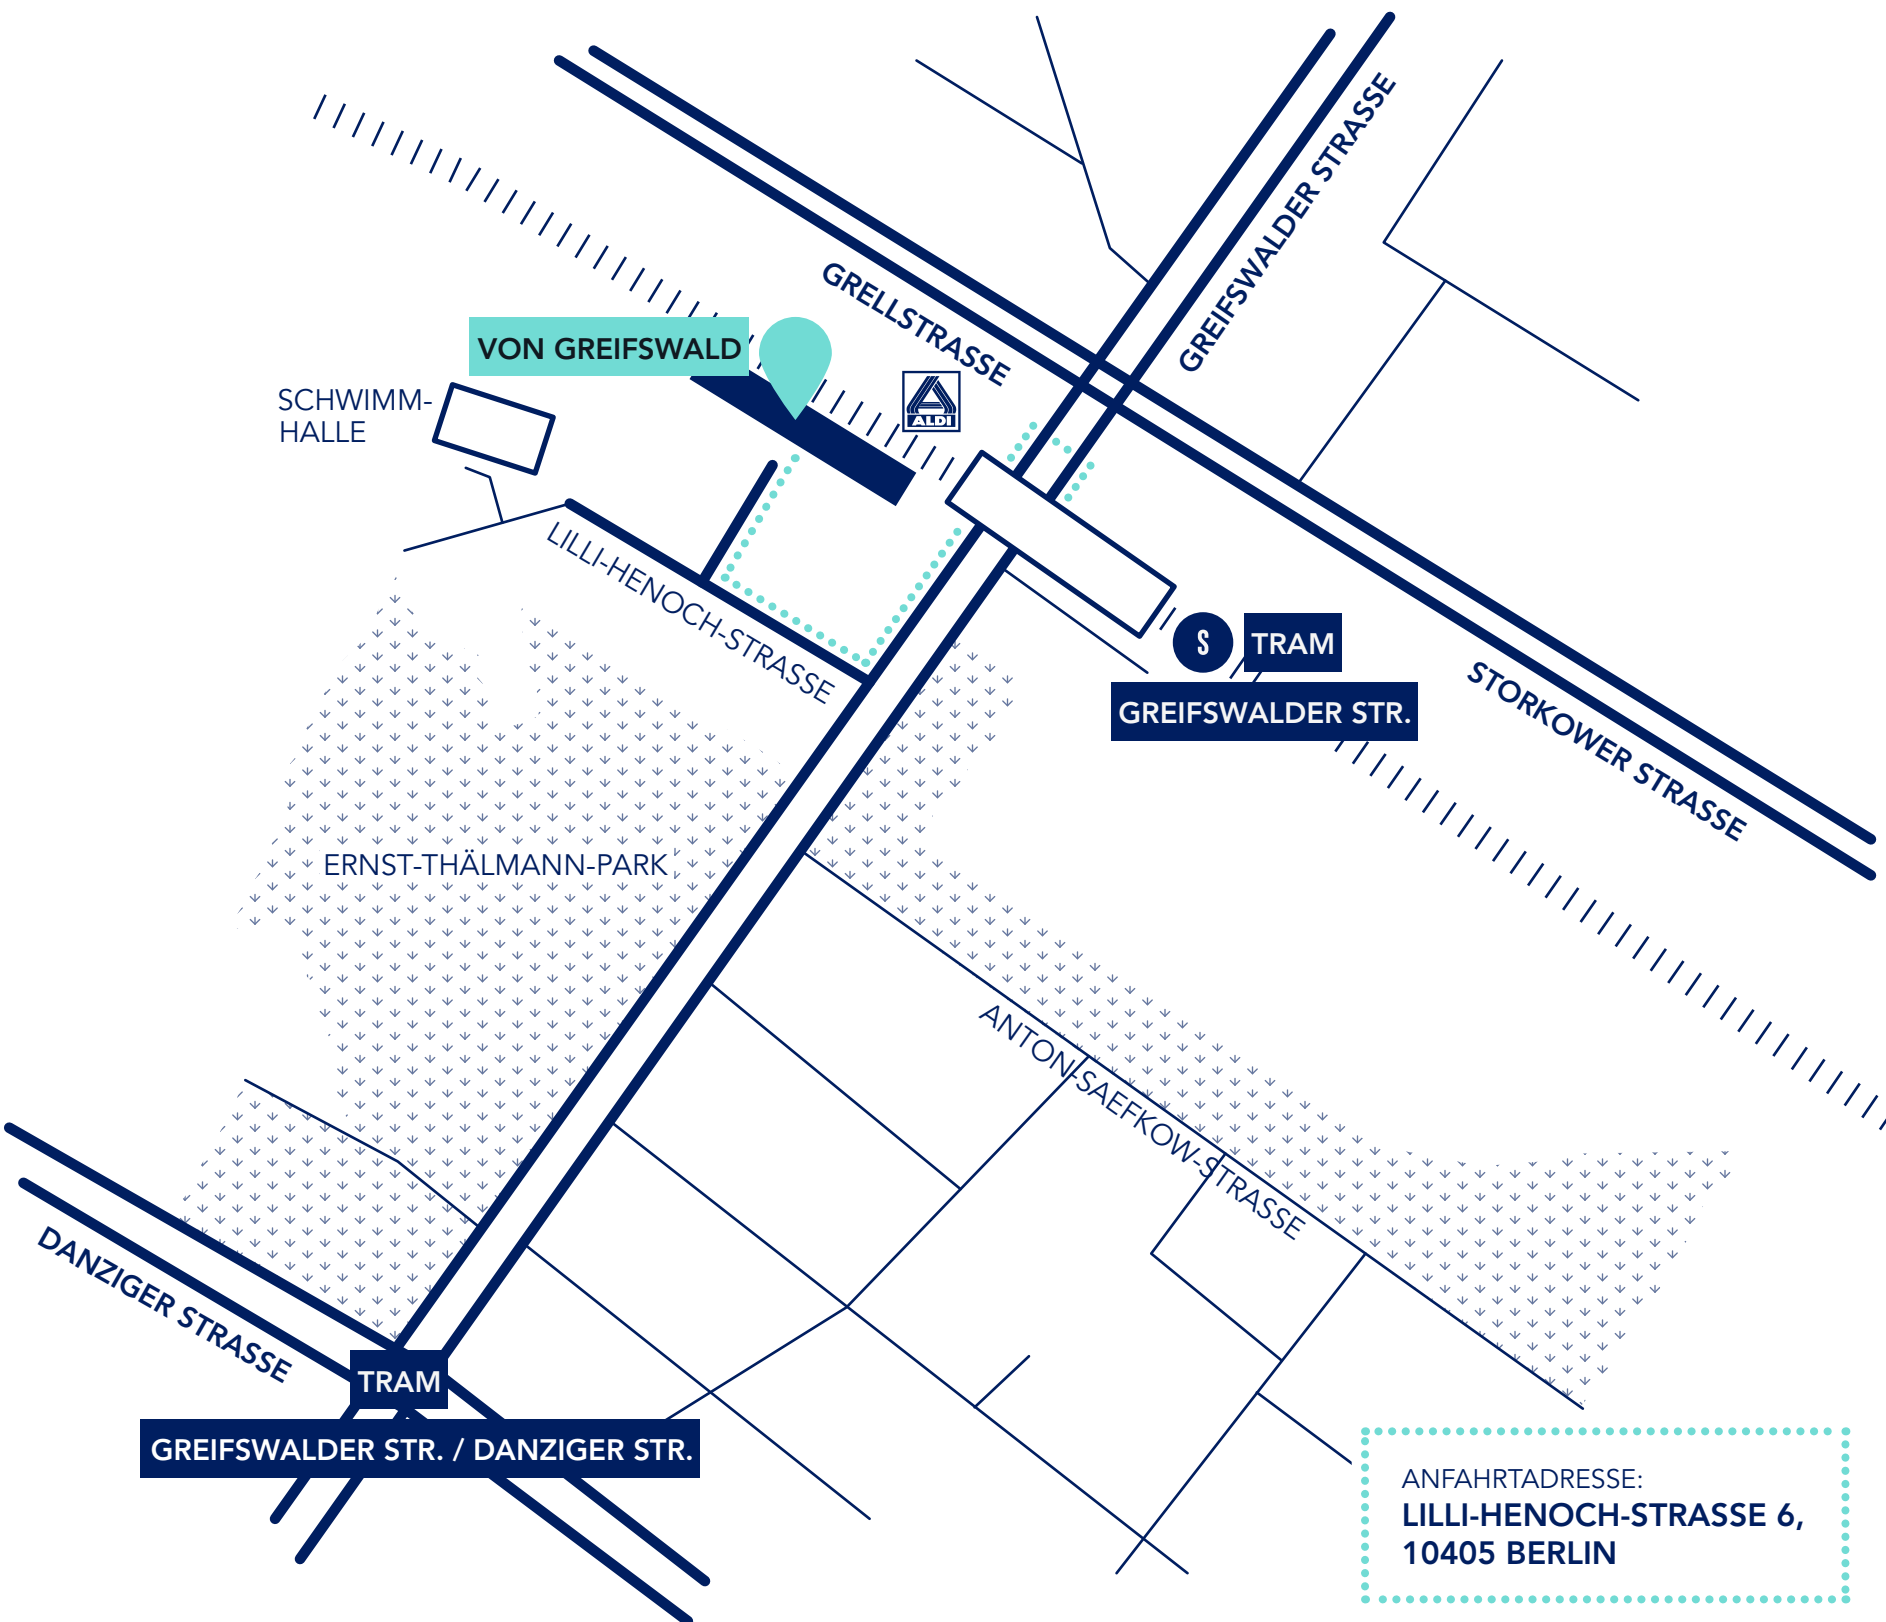 GREIFSWALDER STRASSE
GRELLSTRASSE
VON GREIFSWALD
ALDI
SCHWIMM-
HALLE
LILLI-HENOCH-STRASSE
S
TRAM
GREIFSWALDER STR.
STORKOWER STRASSE
ERNST-THÄLMANN-PARK
ANTON-SAEFKOW-STRASSE
DANZIGER STRASSE
TRAM
GREIFSWALDER STR. / DANZIGER STR.
ANFAHRTADRESSE:
LILLI-HENOCH-STRASSE 6,
10405 BERLIN